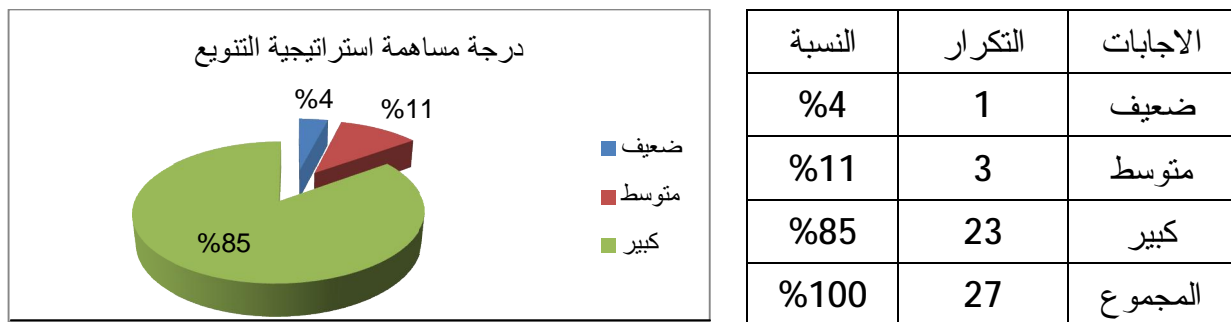 الاجابات التكرار النسبة
ضعيف 1 %4
متوسط 3 %11
كبير 23 %85
المجموع 27 %100
درجة مساهمة استراتيجية التنويع
%4
%11
%85
ضعيف
متوسط
كبير